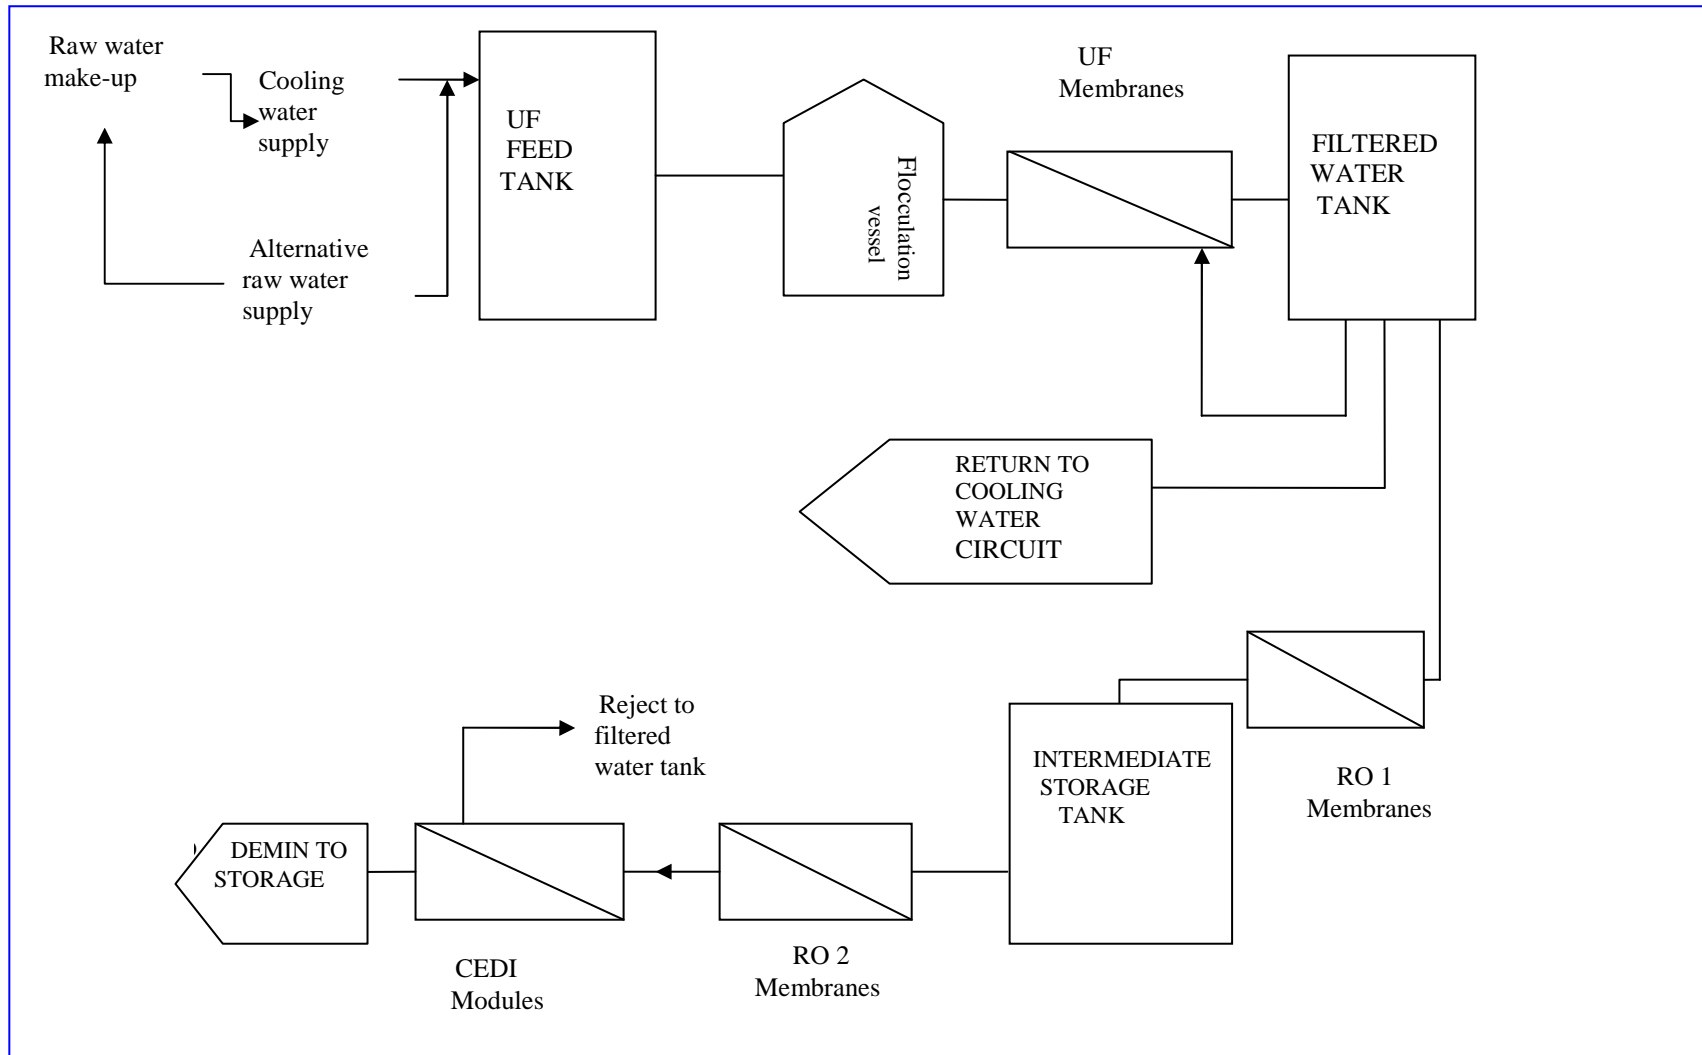 Raw water
make-up
Cooling
water
supply
Alternative
raw water
supply
UF
FEED
TANK
Flocculation
vessel
UF
Membranes
FILTERED
WATER
TANK
RETURN TO
COOLING
WATER
CIRCUIT
RO 1
Membranes
INTERMEDIATE
STORAGE
TANK
Reject to
filtered
water tank
RO 2
Membranes
CEDI
Modules
DEMIN TO
STORAGE